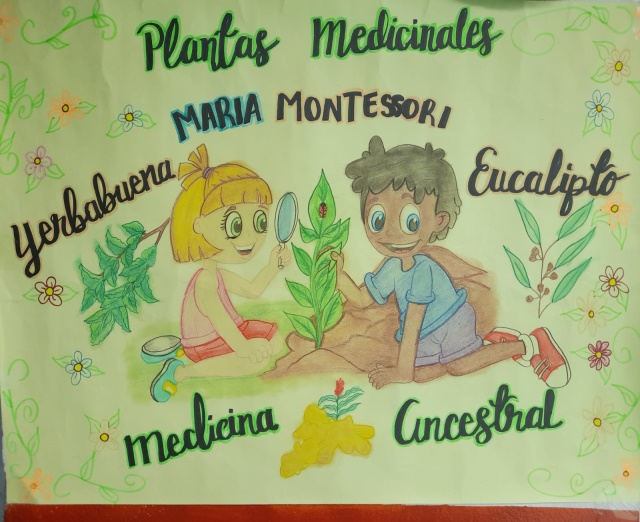 Plantas Medicinales
MARIA MONTESSORI
Yerbabuena
Eucalipto
Medicina Ancestral